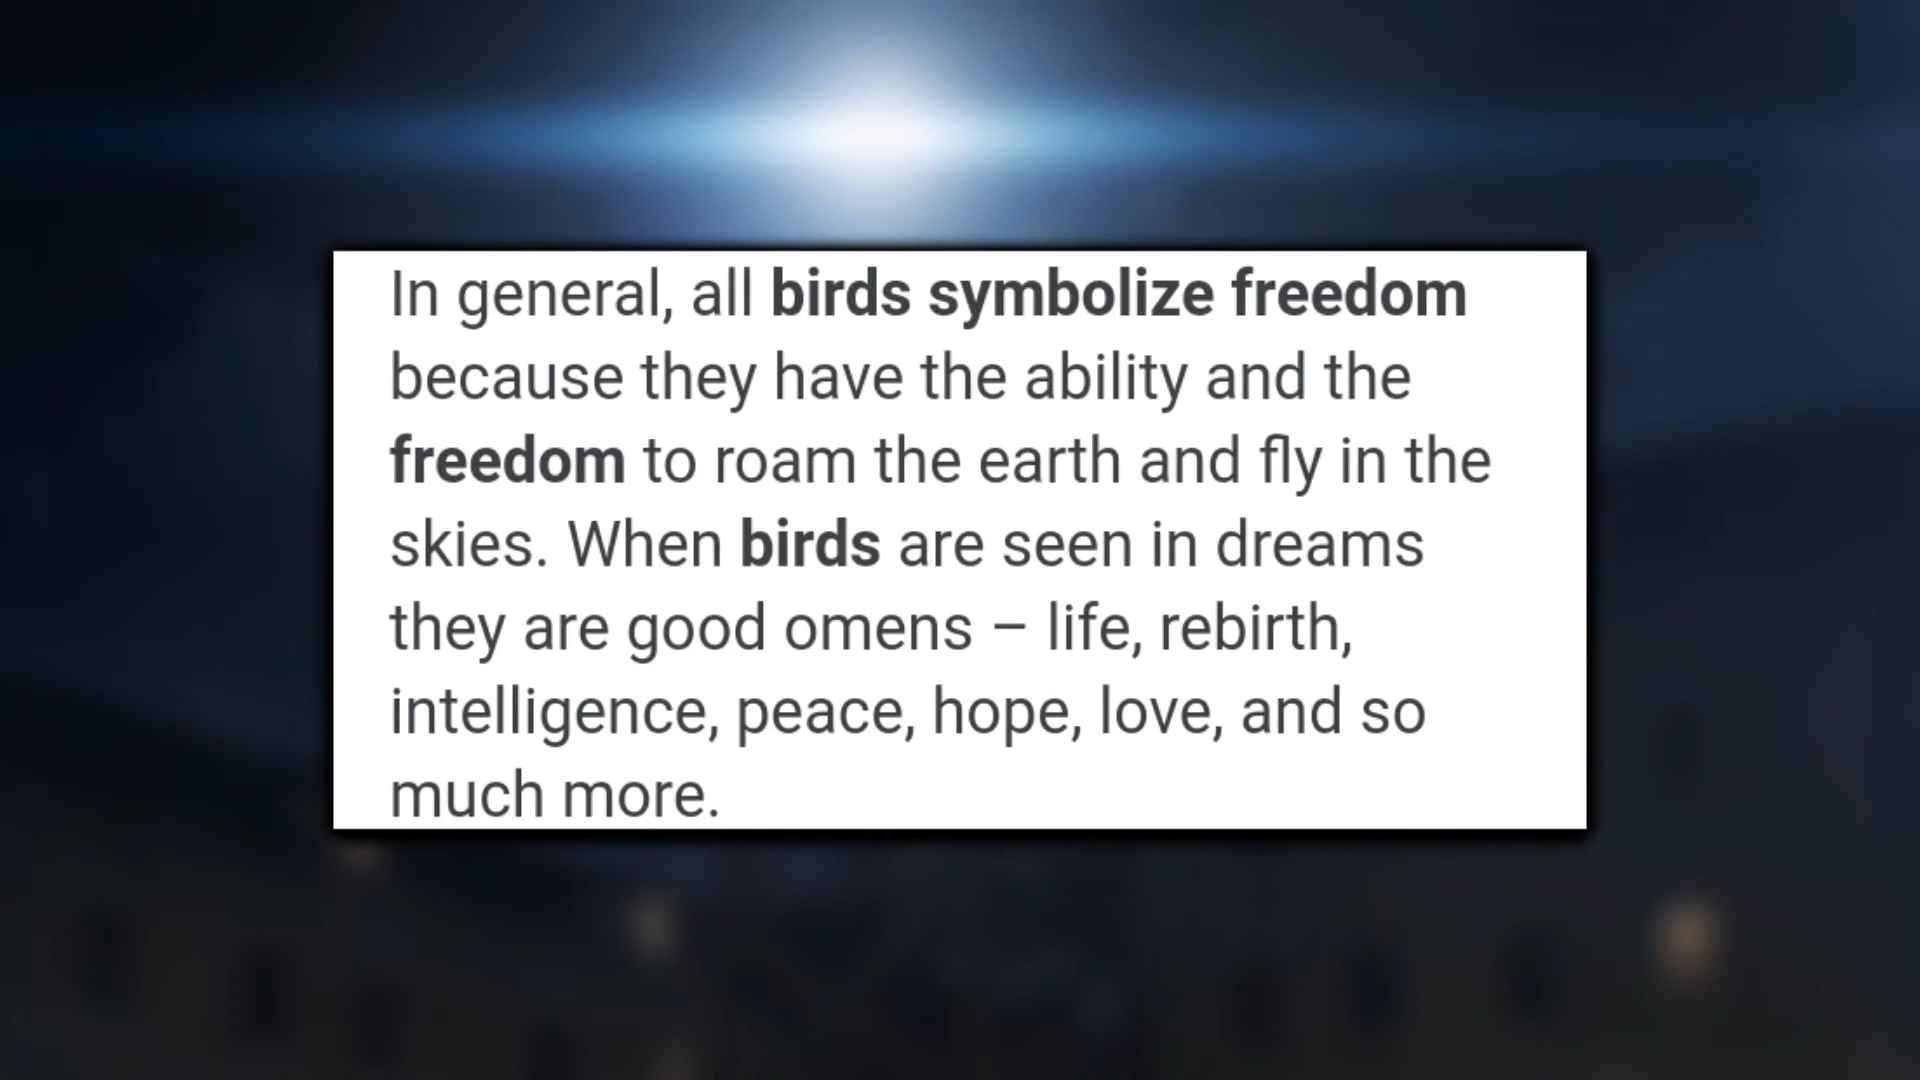 In general, all birds symbolize freedom
because they have the ability and the
freedom to roam the earth and fly in the
skies. When birds are seen in dreams
they are good omens – life, rebirth,
intelligence, peace, hope, love, and so
much more.